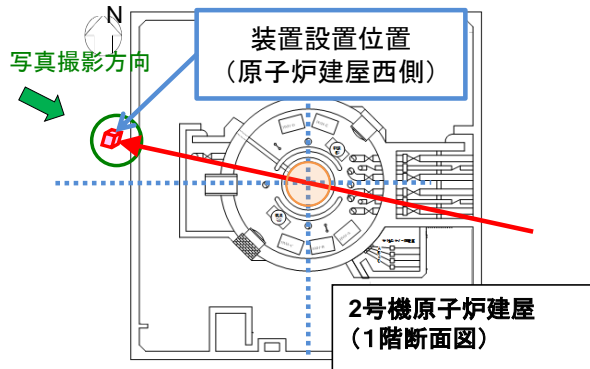 N
装置設置位置
（原子炉建屋西側）
写真撮影方向
2号機原子炉建屋
（1階断面図）